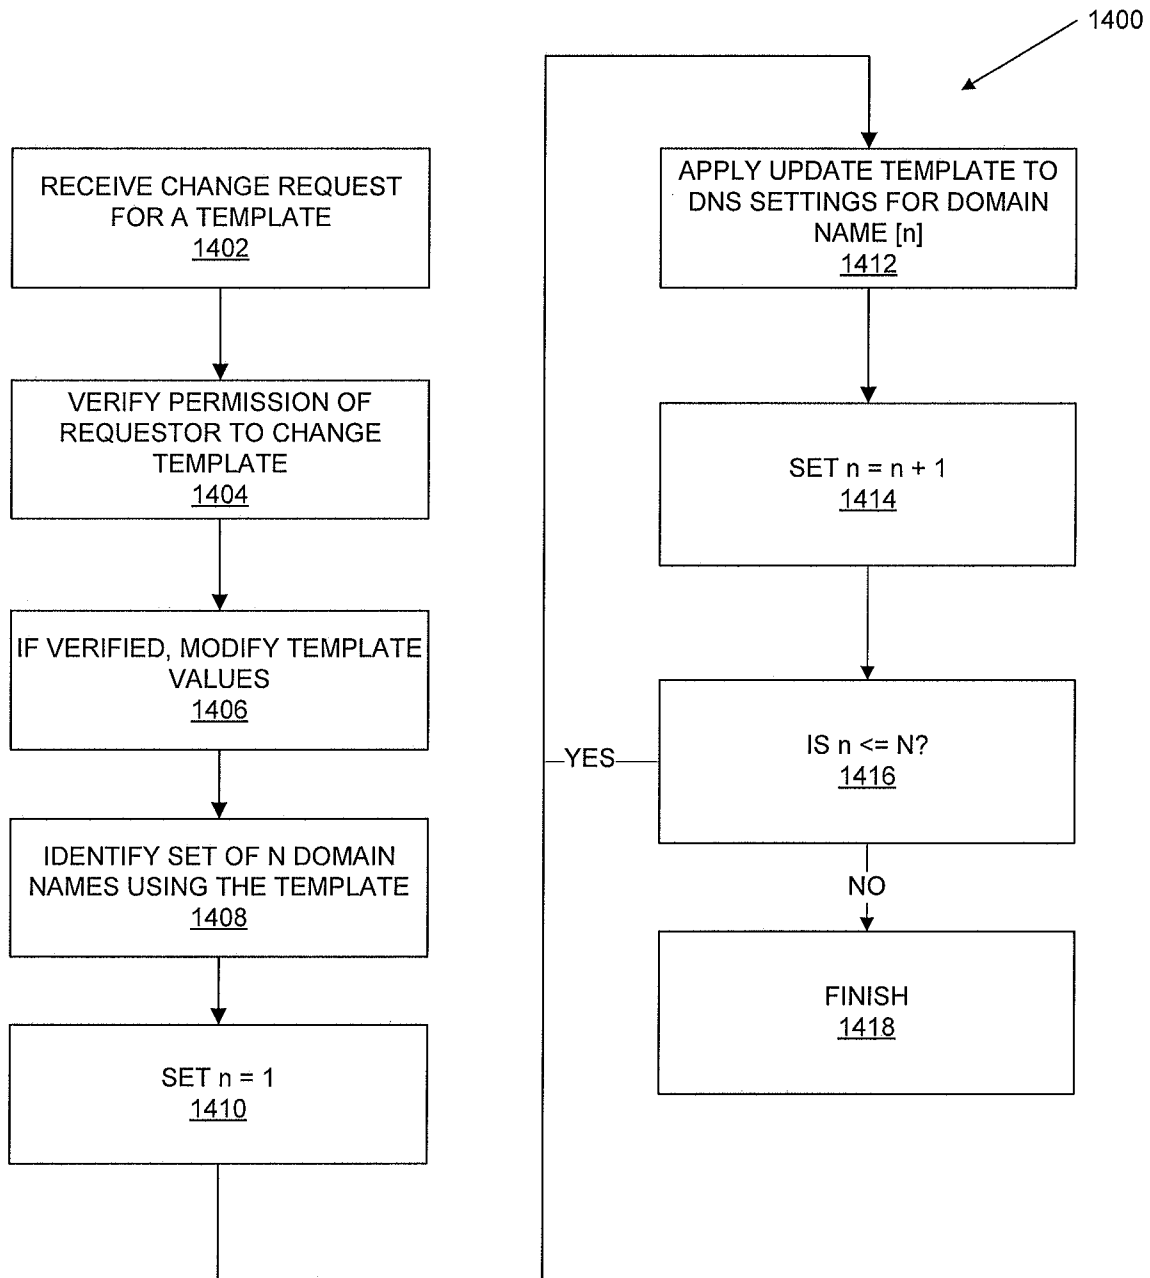 1400
RECEIVE CHANGE REQUEST
FOR A TEMPLATE
1402
VERIFY PERMISSION OF
REQUESTOR TO CHANGE
TEMPLATE
1404
IF VERIFIED, MODIFY TEMPLATE
VALUES
1406
IDENTIFY SET OF N DOMAIN
NAMES USING THE TEMPLATE
1408
SET n = 1
1410
APPLY UPDATE TEMPLATE TO
DNS SETTINGS FOR DOMAIN
NAME [n]
1412
SET n = n + 1
1414
IS n <= N?
1416
YES
NO
FINISH
1418